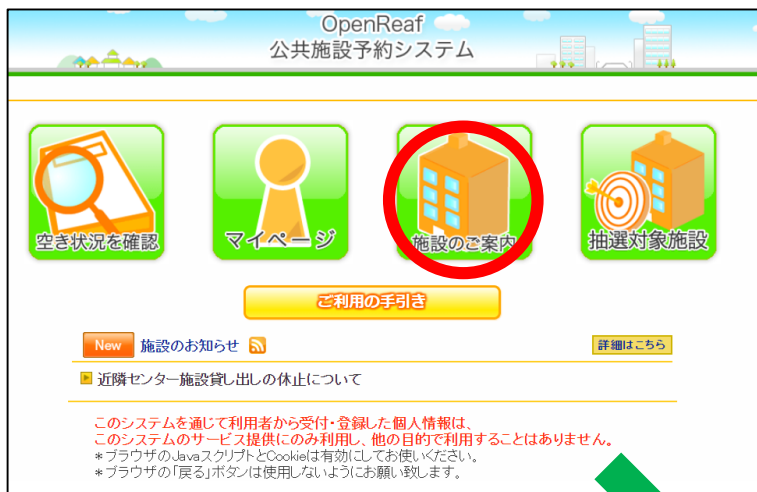 OpenReaf
公共施設予約システム
空き状況を確認
マイページ
施設のご案内
抽選対象施設
ご利用の手引き
New 施設のお知らせ 詳細はこちら
近隣センター施設貸し出しの休止について
このシステムを通じて利用者から受付・登録した個人情報は、
このシステムのサービス提供にのみ利用し、他の目的で利用することはありません。
*ブラウザのJavaスクリプトとCookieは有効にしてお使いください。
*ブラウザの「戻る」ボタンは使用しないようにお願い致します。